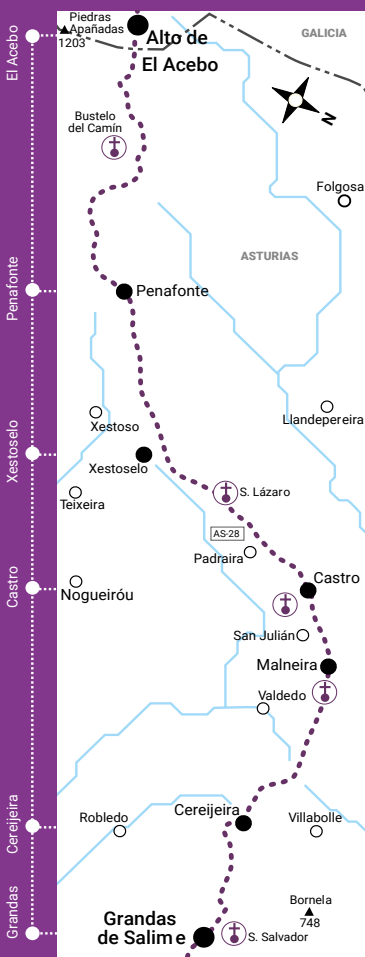 El Acebo
Penafonte
Xestoselo
Castro
Cereijeira
Grandas
Piedras
Apañadas
1203
Alto de
El Acebo
GALICIA
N
Bustelo
del Camín
Folgosa
ASTURIAS
Penafonte
Xestoso
Llandepereira
Xestoselo
Teixeira
S. Lázaro
AS-28
Padraira
Castro
Nogueiróu
San Julián
Malneira
Valdedo
Cereijeira
Robledo
Villabolle
Bornela
748
Grandas
de Salime
S. Salvador